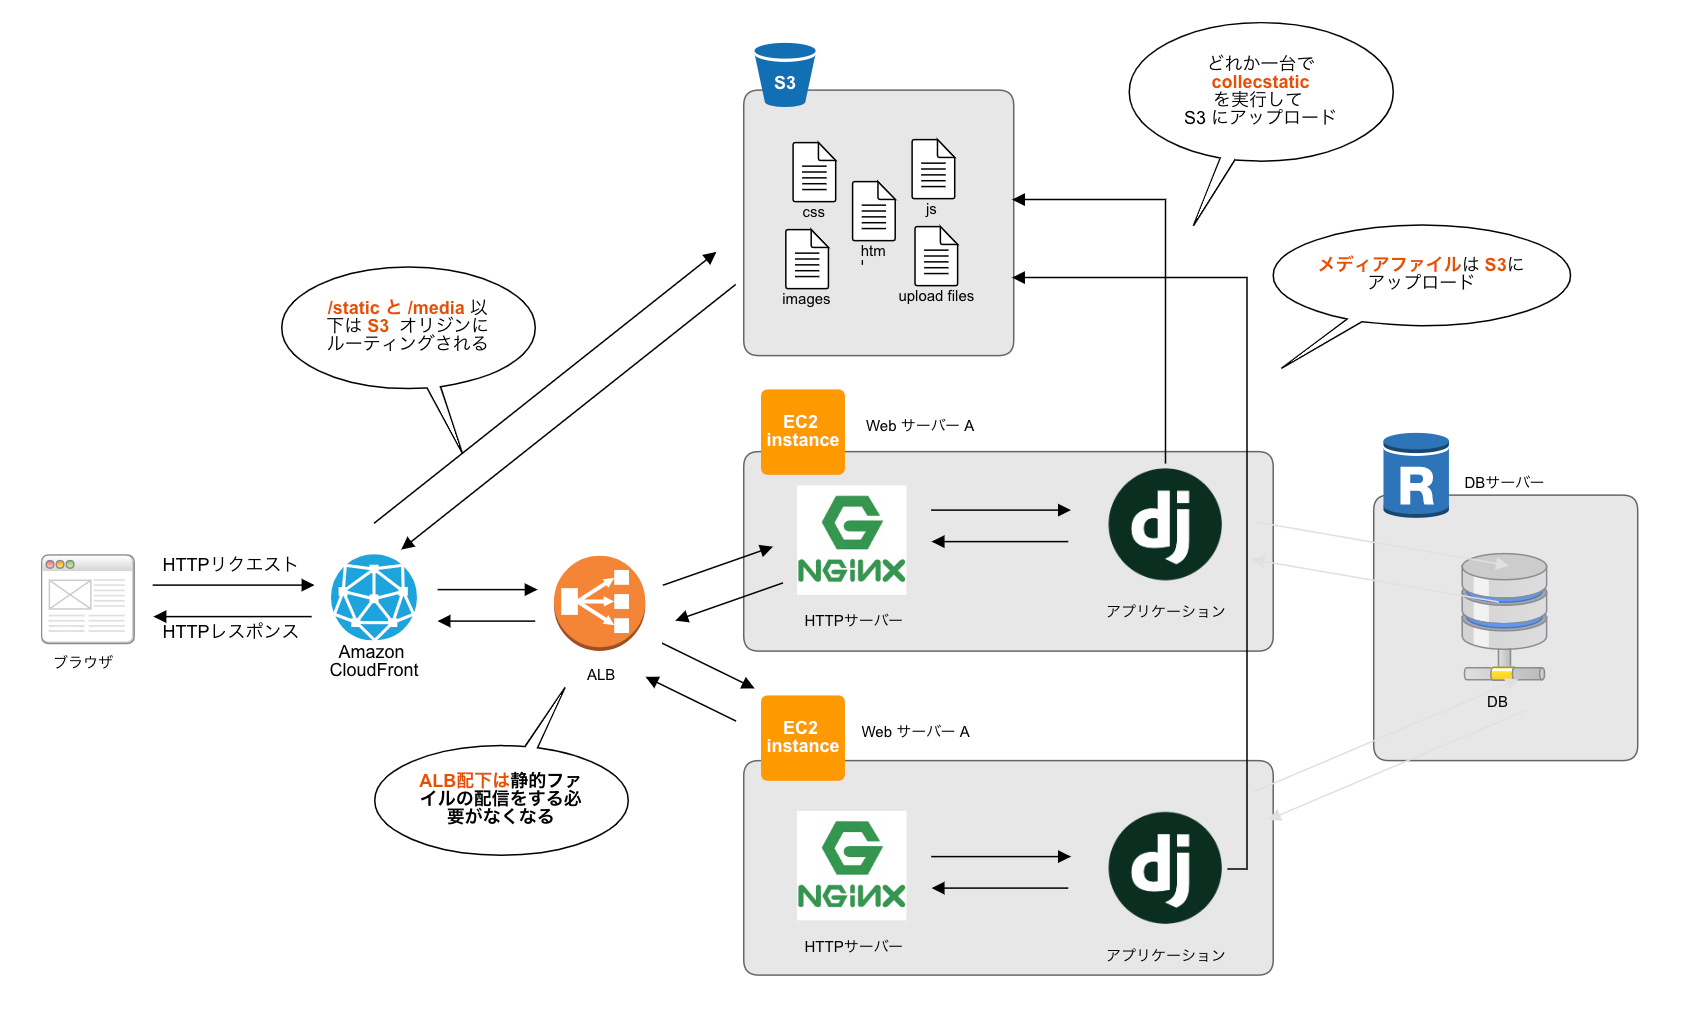 S3
css
js
htm
images
upload files
どれか一台で
collecstatic
を実行して
S3 にアップロード
メディアファイルは S3に
アップロード
/static と /media 以
下は S3 オリジンに
ルーティングされる
EC2
instance
Web サーバー A
NGiNX
HTTPサーバー
dj
アプリケーション
R
DBサーバー
DB
HTTPリクエスト
HTTPレスポンス
ブラウザ
Amazon
CloudFront
ALB
ALB配下は静的ファ
イルの配信をする必
要がなくなる
EC2
instance
Web サーバー A
NGiNX
HTTPサーバー
dj
アプリケーション